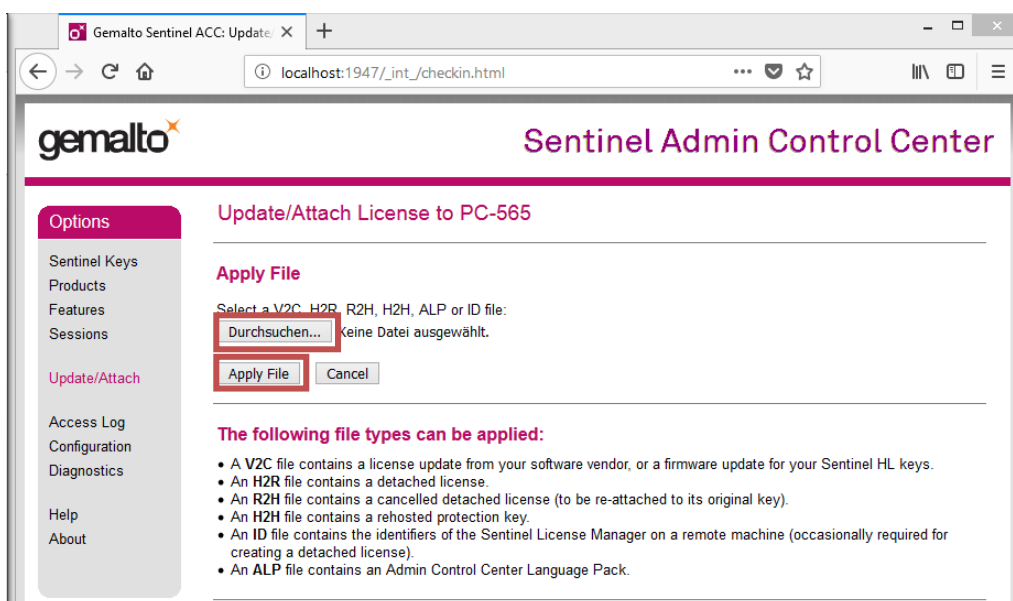 Gemalto Sentinel ACC: Update/
localhost:1947/_int_/checkin.html
gemalto
Sentinel Admin Control Center
Options
Sentinel Keys
Products
Features
Sessions
Update/Attach
Access Log
Configuration
Diagnostics
Help
About
Update/Attach License to PC-565
Apply File
Select a V2C, H2R, R2H, H2H, ALP or ID file:
Durchsuchen... Keine Datei ausgewählt.
Apply File Cancel
The following file types can be applied:
• A V2C file contains a license update from your software vendor, or a firmware update for your Sentinel HL keys.
• An H2R file contains a detached license.
• An R2H file contains a cancelled detached license (to be re-attached to its original key).
• An H2H file contains a rehosted protection key.
• An ID file contains the identifiers of the Sentinel License Manager on a remote machine (occasionally required for
creating a detached license).
• An ALP file contains an Admin Control Center Language Pack.